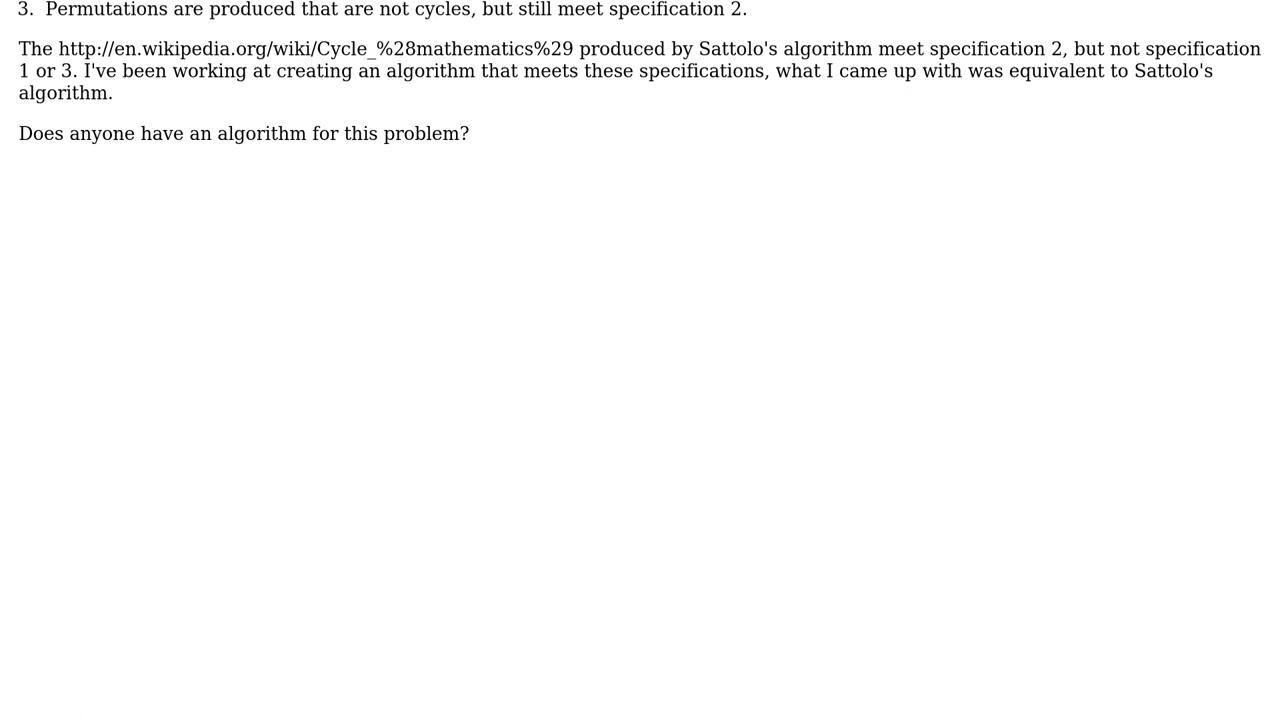 3. Permutations are produced that are not cycles, but still meet specification 2.
The http://en.wikipedia.org/wiki/Cycle_%28mathematics%29 produced by Sattolo's algorithm meet specification 2, but not specification
1 or 3. I've been working at creating an algorithm that meets these specifications, what I came up with was equivalent to Sattolo's
algorithm.
Does anyone have an algorithm for this problem?